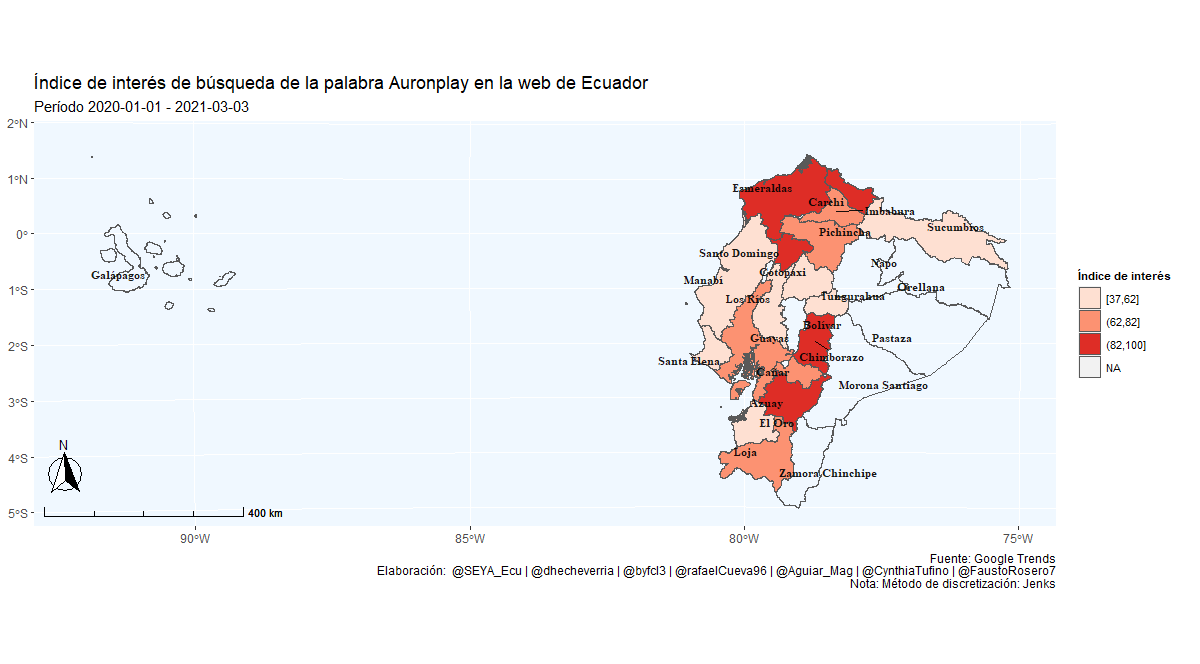 Índice de interés de búsqueda de la palabra Auronplay en la web de Ecuador
Período 2020-01-01 - 2021-03-03
2°N
1°N
0°
1°S
2°S
3°S
4°S
5°S
90°W
85°W
80°W
75°W
Esmeraldas
Carchi
Imbabura
Sucumbios
Pichincha
Santo Domingo
Napo
Cotopaxi
Galápagos
Manabí
Orellana
Los Ríos
Tungurahua
Bolívar
Guayas
Pastaza
Santa Elena
Chimborazo
Cañar
Morona Santiago
Azuay
El Oro
Loja
Zamora Chinchipe
N
400 km
Índice de interés
[37,62]
(62,82]
(82,100]
NA
Fuente: Google Trends
Elaboración: @SEYA_Ecu | @dhecheverria | @byfcl3 | @rafaelCueva96 | @Aguiar_Mag | @CynthiaTufino | @FaustoRosero7
Nota: Método de discretización: Jenks